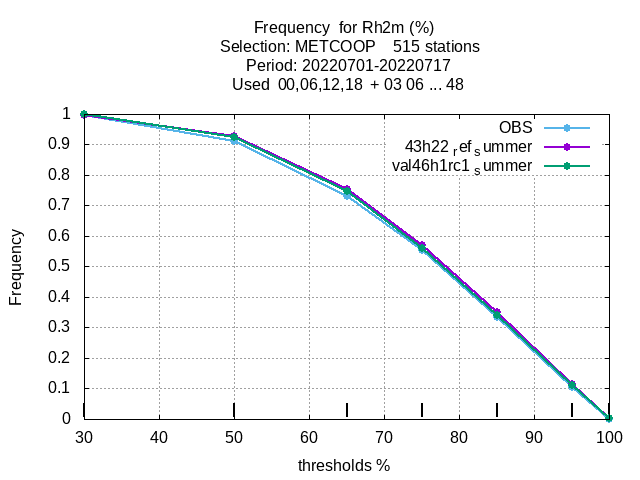 Frequency  for Rh2m (%)
Selection: METCOOP    515 stations
Period: 20220701-20220717
Used  00,06,12,18  + 03 06 ... 48
OBS
43h22_ref_summer
val46h1rc1_summer
1
0.9
0.8
0.7
0.6
0.5
0.4
0.3
0.2
0.1
0
Frequency
30 40 50 60 70 80 90 100
thresholds %